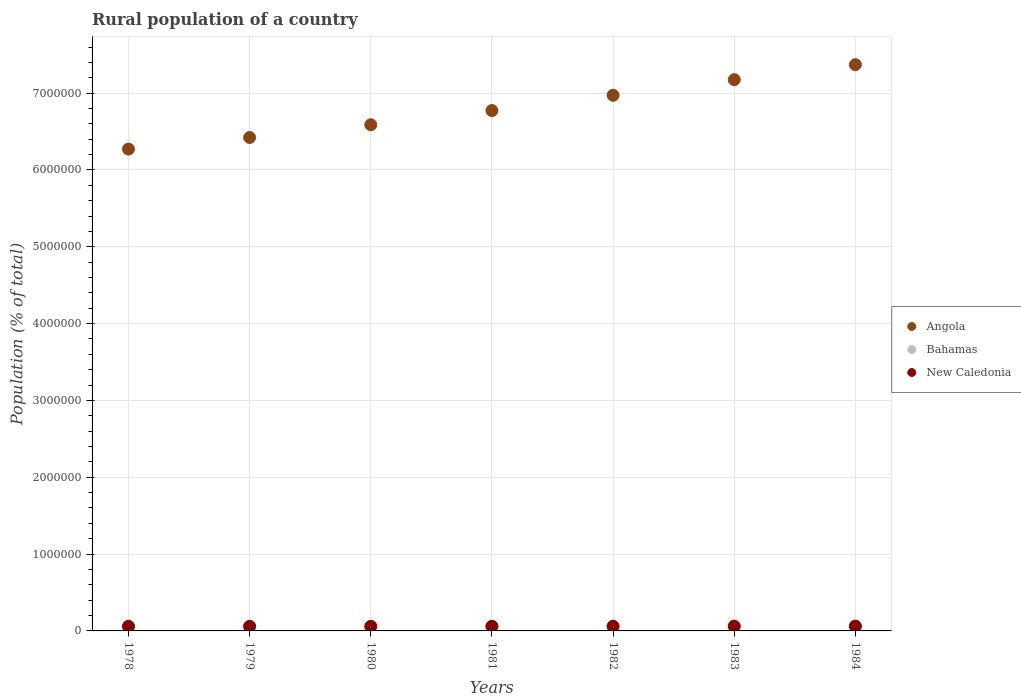 Rural population of a country
Population (% of total)
7000000
6000000
5000000
4000000
3000000
2000000
1000000
0
1978
1979
1980
1981
1982
1983
1984
Years
Angola
Bahamas
New Caledonia